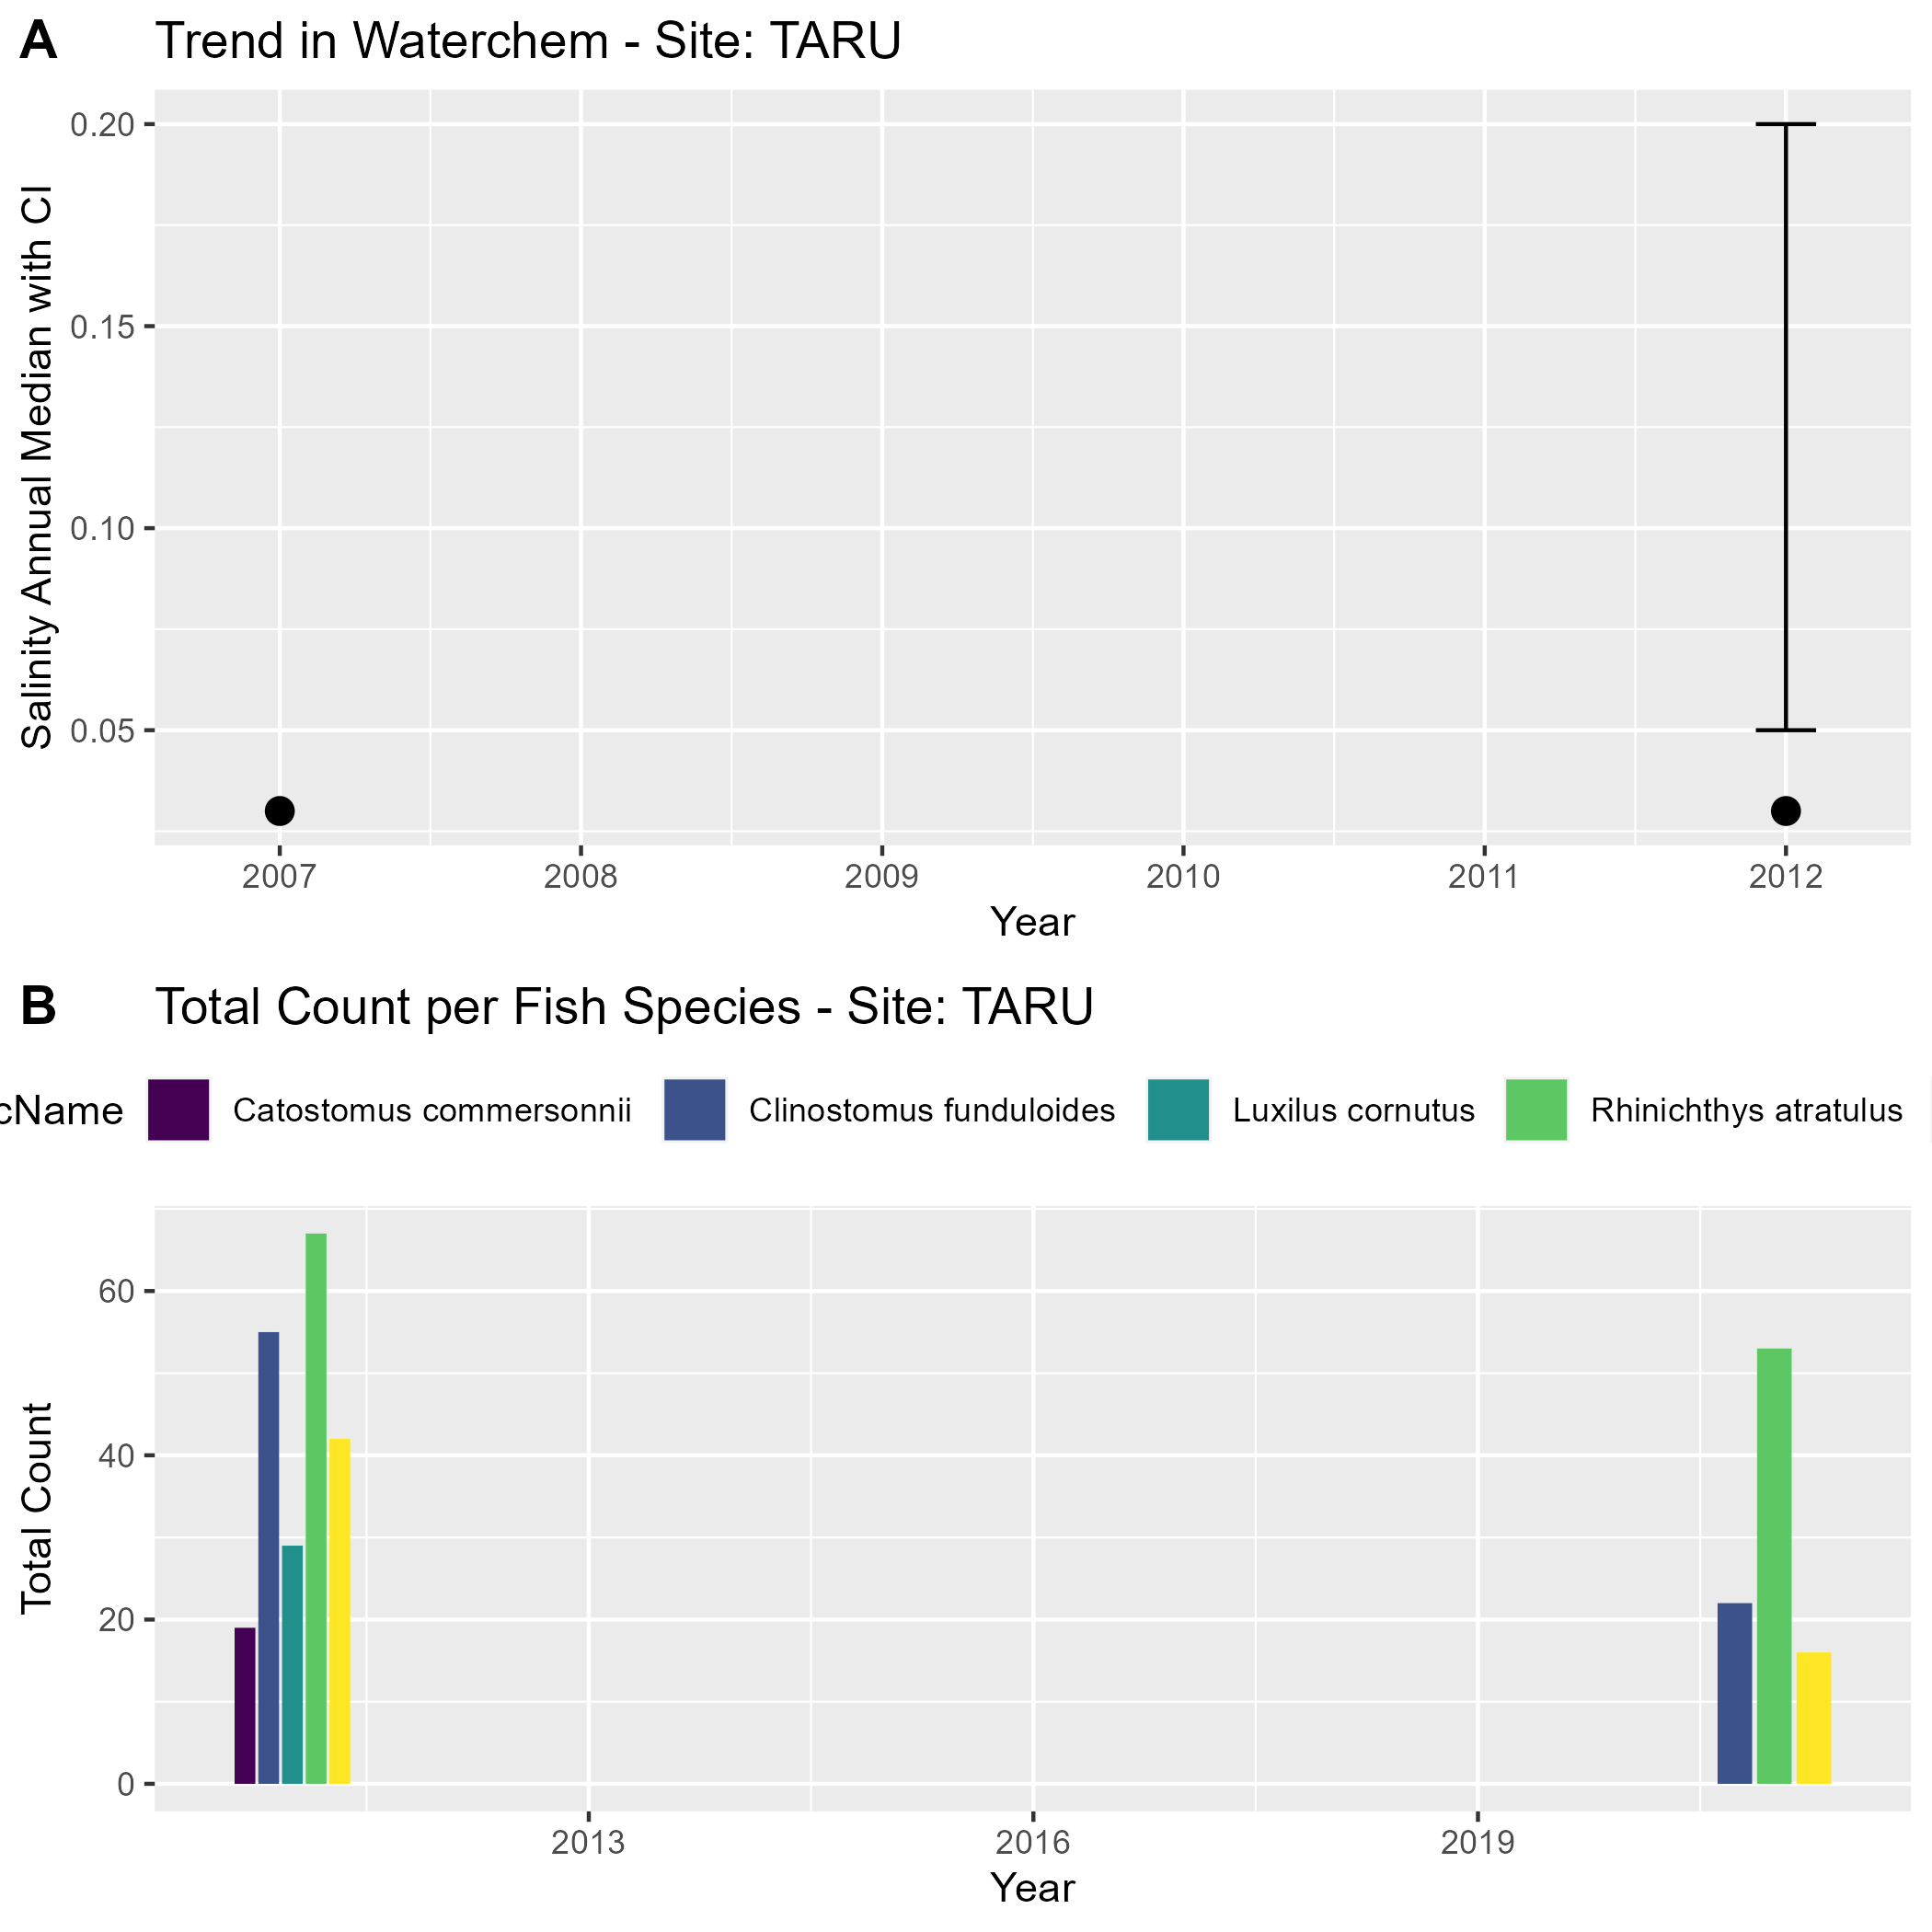 A Trend in Waterchem - Site: TARU
Salinity Annual Median with CI
0.20
0.15
0.10
0.05
2007 2008 2009 2010 2011 2012
Year
B Total Count per Fish Species - Site: TARU
cName Catostomus commersonnii Clinostomus funduloides Luxilus cornutus Rhinichthys atratulus
Total Count
60
40
20
0
2013 2016 2019
Year